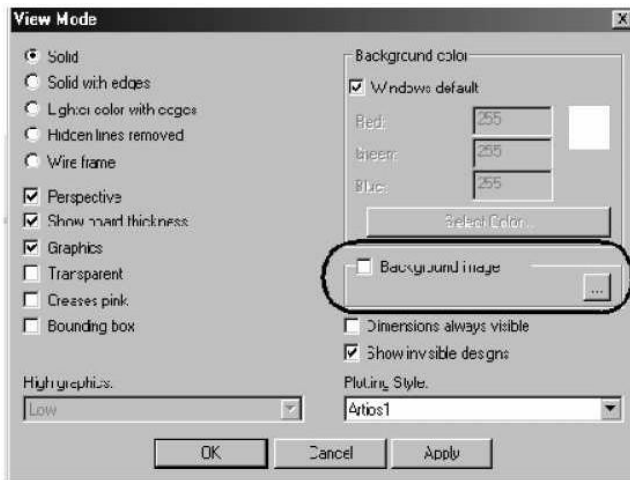 View Mode
Solid
Solid with edges
Lighter color with edges
Hidden lines removed
Wire frame
Perspective
Show board thickness
Graphics
Transparent
Creases pink
Bounding box
High graphics:
Low
Background color
Windows default
Red: 255
Green: 255
Blue: 255
Select Color...
Background image
...
Dimensions always visible
Show invisible designs
Plotting Style:
Artios1
OK
Cancel
Apply